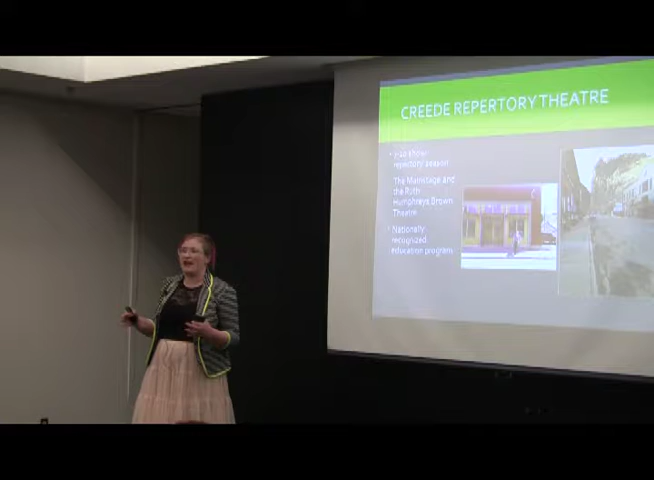 CREEDE REPERTORY THEATRE
repertory season
The Mainstage and
the Ruth
Humphreys Brown
Theatre
Nationally
recognized
education program